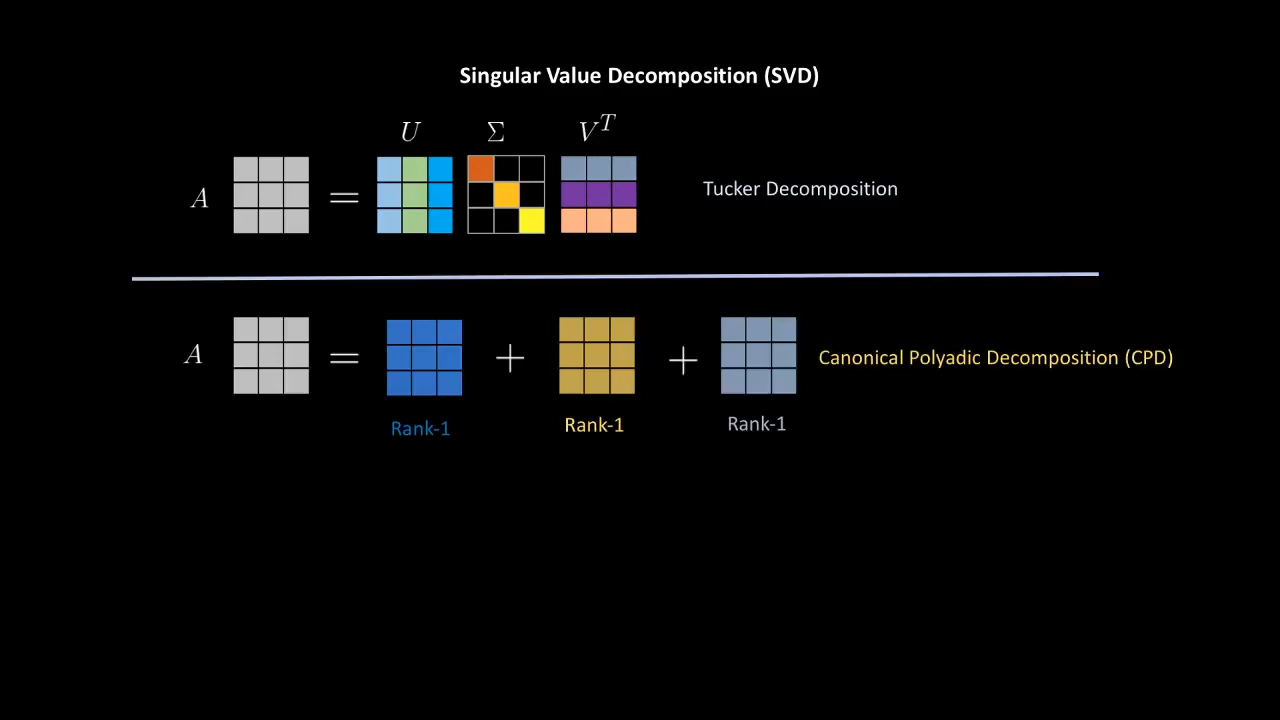 Singular Value Decomposition (SVD)
U Σ V^T
A = Tucker Decomposition
A = + + Canonical Polyadic Decomposition (CPD)
Rank-1 Rank-1 Rank-1